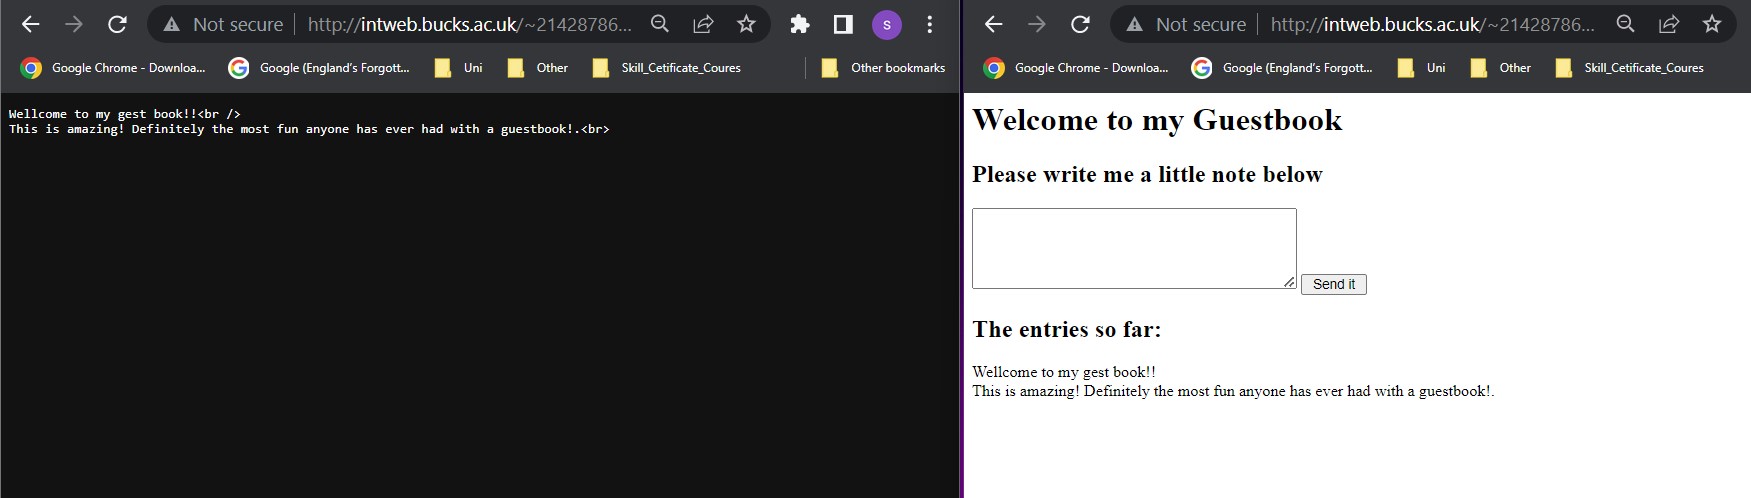 Not secure http://intweb.bucks.ac.uk/~21428786... s
Google Chrome - Downloa... Google (England's Forgott... Uni Other Skill_Cetificate_Coures Other bookmarks
Wellcome to my gest book!!<br />
This is amazing! Definitely the most fun anyone has ever had with a guestbook!.<br>
Not secure http://intweb.bucks.ac.uk/~21428786...
Google Chrome - Downloa... Google (England's Forgott... Uni Other Skill_Cetificate_Coures
Welcome to my Guestbook
Please write me a little note below
Send it
The entries so far:
Wellcome to my gest book!!
This is amazing! Definitely the most fun anyone has ever had with a guestbook!.